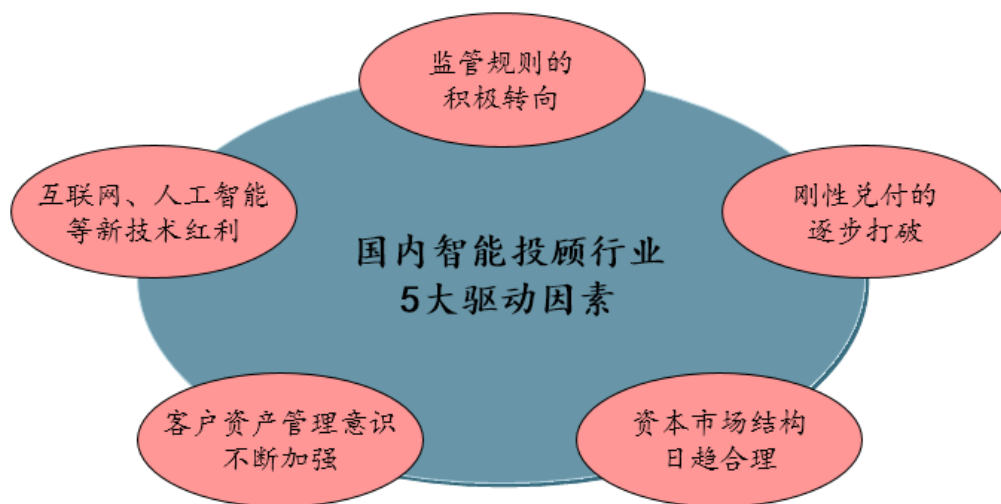 监管规则的
积极转向
互联网、人工智能
等新技术红利
刚性兑付的
逐步打破
国内智能投顾行业
5大驱动因素
客户资产管理意识
不断加强
资本市场结构
日趋合理